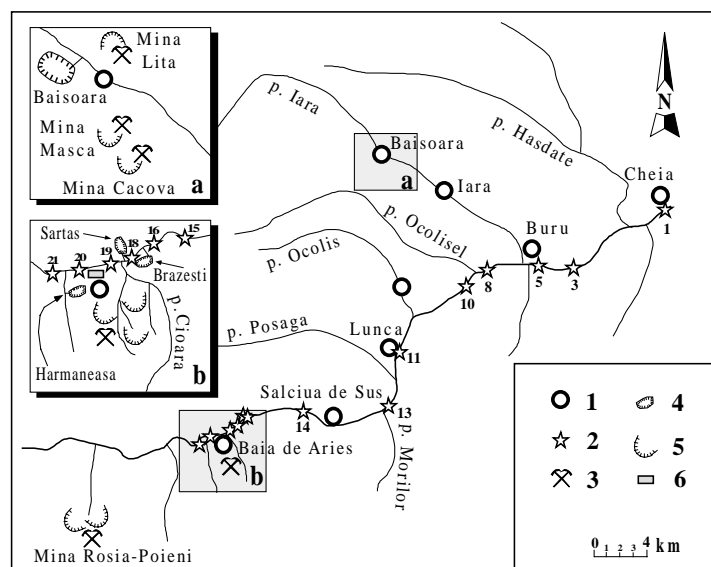 Mina
Lita
Baisoara
Mina
Masca
Mina Cacova
a
Sartas
21
20
19
18
16
15
Brazesti
p. Cioara
Harmaneasa
b
p. Iara
Baisoara
a
Iara
p. Hasdate
N
Cheia
1
p. Ocolisel
Buru
p. Ocolis
10
8
5
3
p. Posaga
Lunca
11
Salciua de Sus
14
13
p. Morilor
Baia de Aries
b
Mina Rosia-Poieni
1
4
2
5
3
6
0 1 2 3 4
km